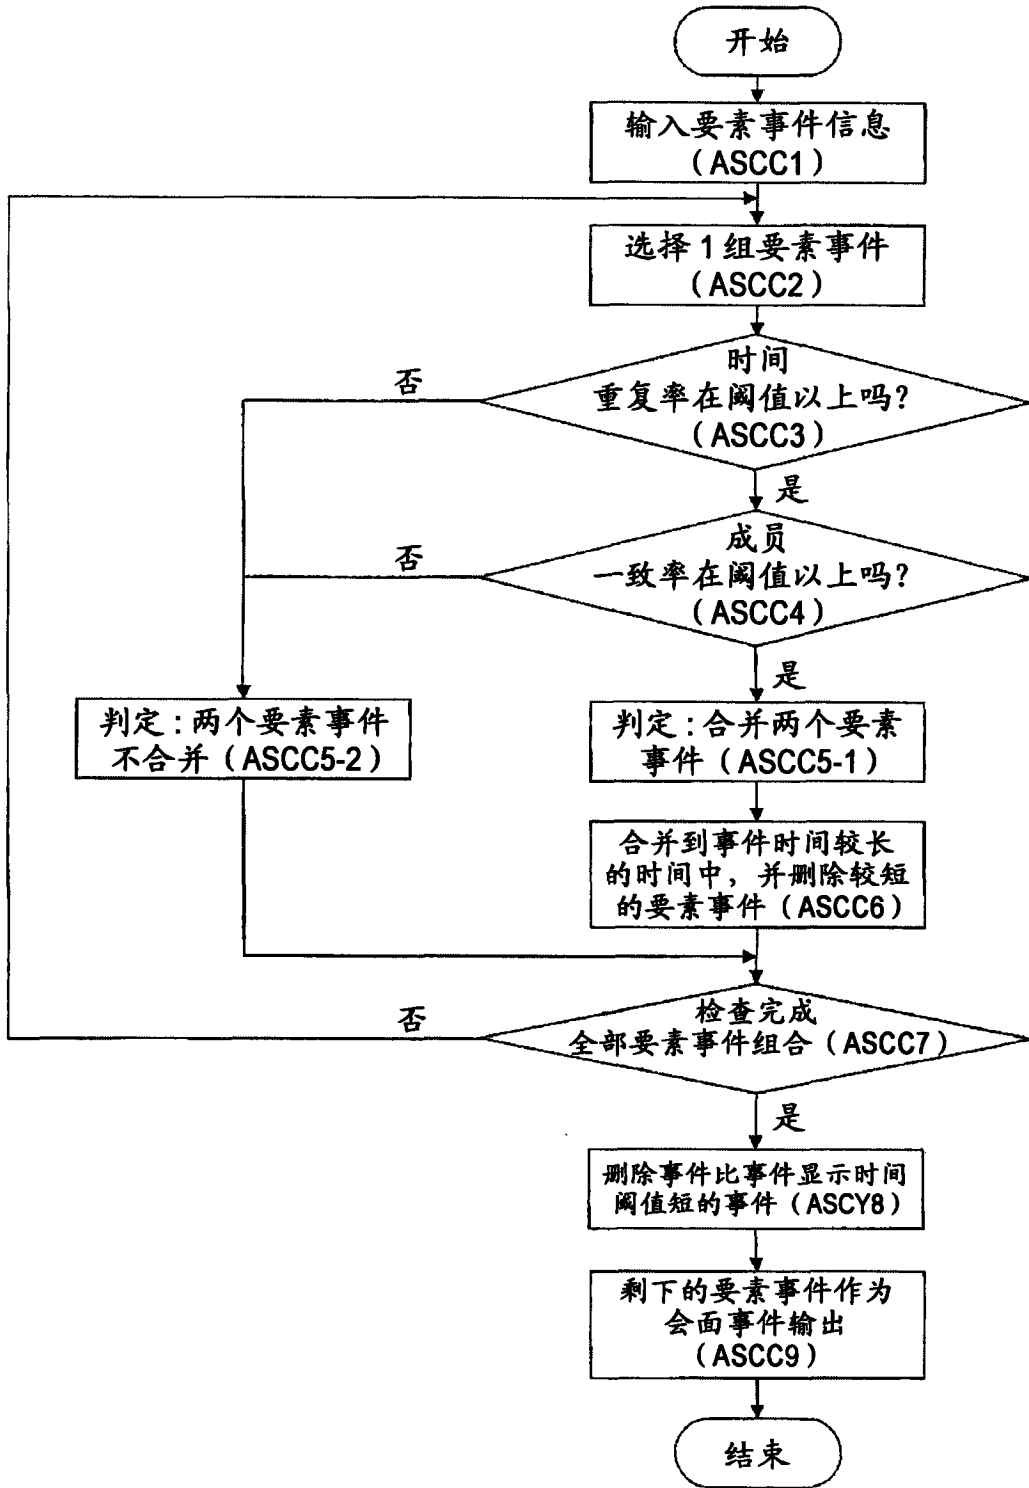 开始
输入要素事件信息
（ASCC1）
选择1组要素事件
（ASCC2）
时间
重复率在阈值以上吗？
（ASCC3）
否
是
成员
一致率在阈值以上吗？
（ASCC4）
否
是
判定：两个要素事件
不合并（ASCC5-2）
判定：合并两个要素
事件（ASCC5-1）
合并到事件时间较长
的时间中，并删除较短
的要素事件（ASCC6）
检查完成
全部要素事件组合（ASCC7）
否
是
删除事件比事件显示时间
阈值短的事件（ASCY8）
剩下的要素事件作为
会面事件输出
（ASCC9）
结束